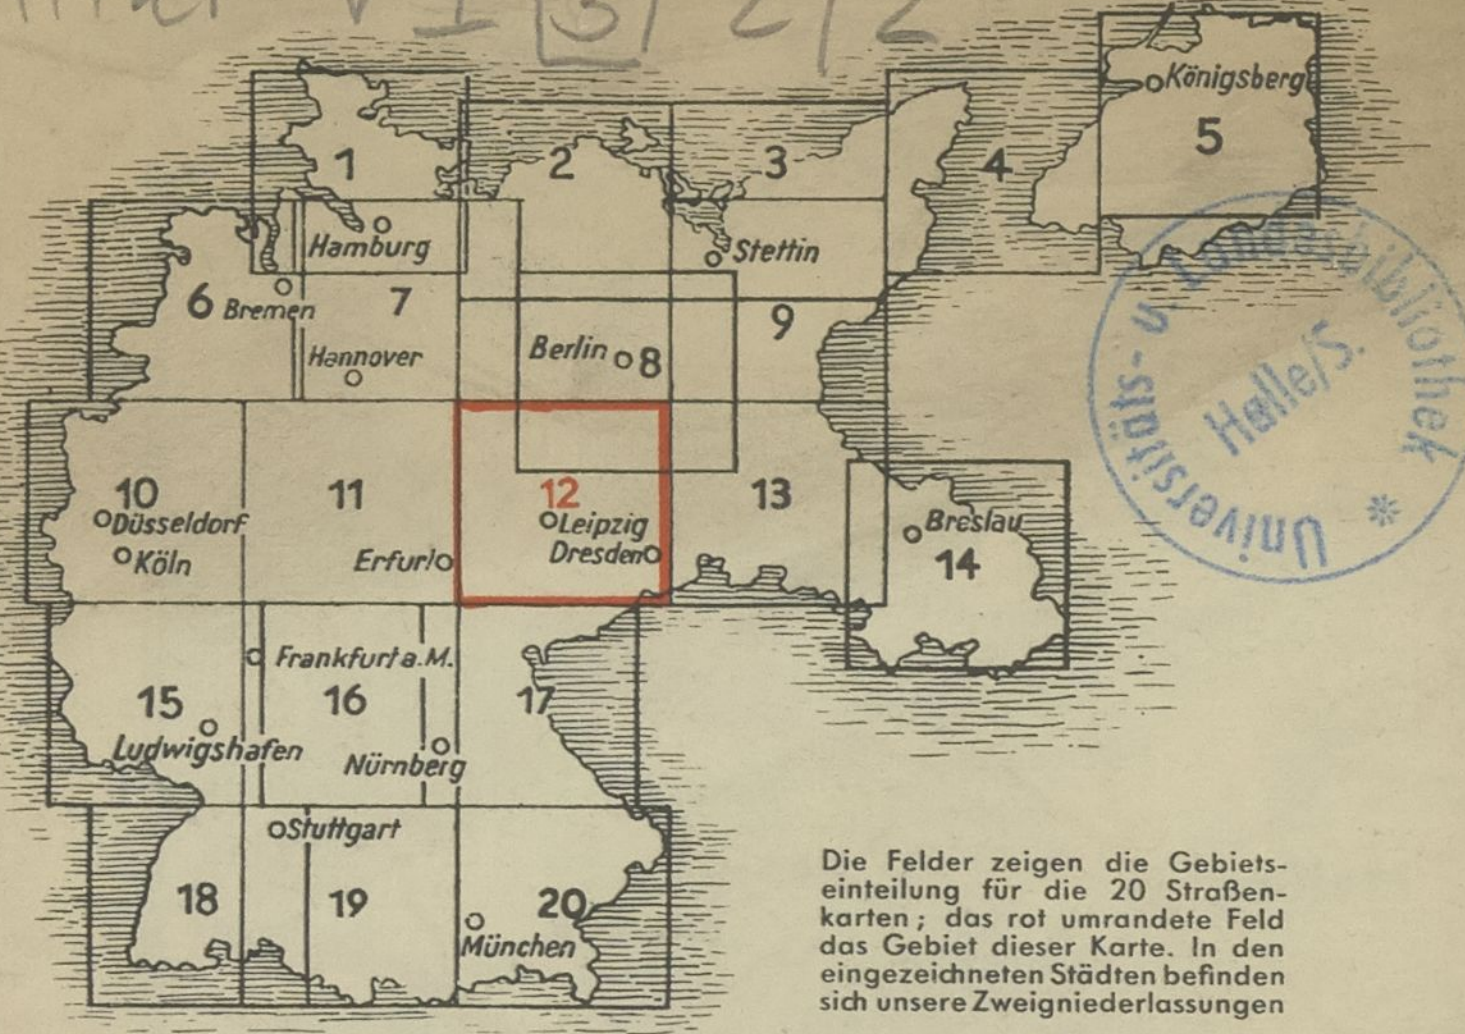 3 2/2
Königsberg
1
2
3
4
5
Hamburg
Stettin
6 Bremen
7
9
Hannover
Berlin 8
10
11
12
13
Düsseldorf
Leipzig
Breslau
Köln
Erfurt
Dresden
14
Frankfurt a. M.
15
16
17
Ludwigshafen
Nürnberg
Stuttgart
18
19
20
München
Die Felder zeigen die Gebiets-
einteilung für die 20 Straßen-
karten; das rot umrandete Feld
das Gebiet dieser Karte. In den
eingezeichneten Städten befinden
sich unsere Zweigniederlassungen
Universitäts- u. Landesbibliothek
Halle/S.